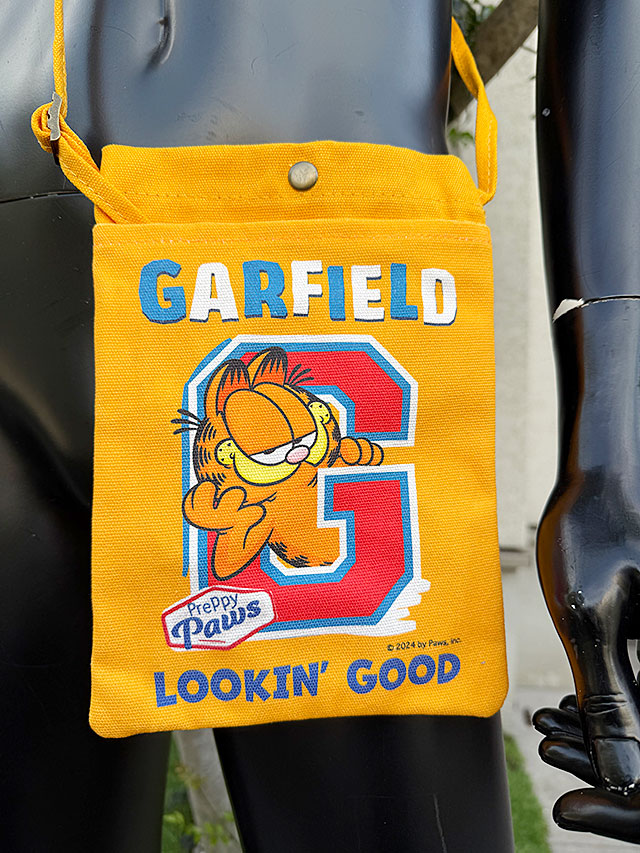 GARFIELD
PrePPy
Paws
© 2024 by Paws, Inc.
LOOKIN' GOOD